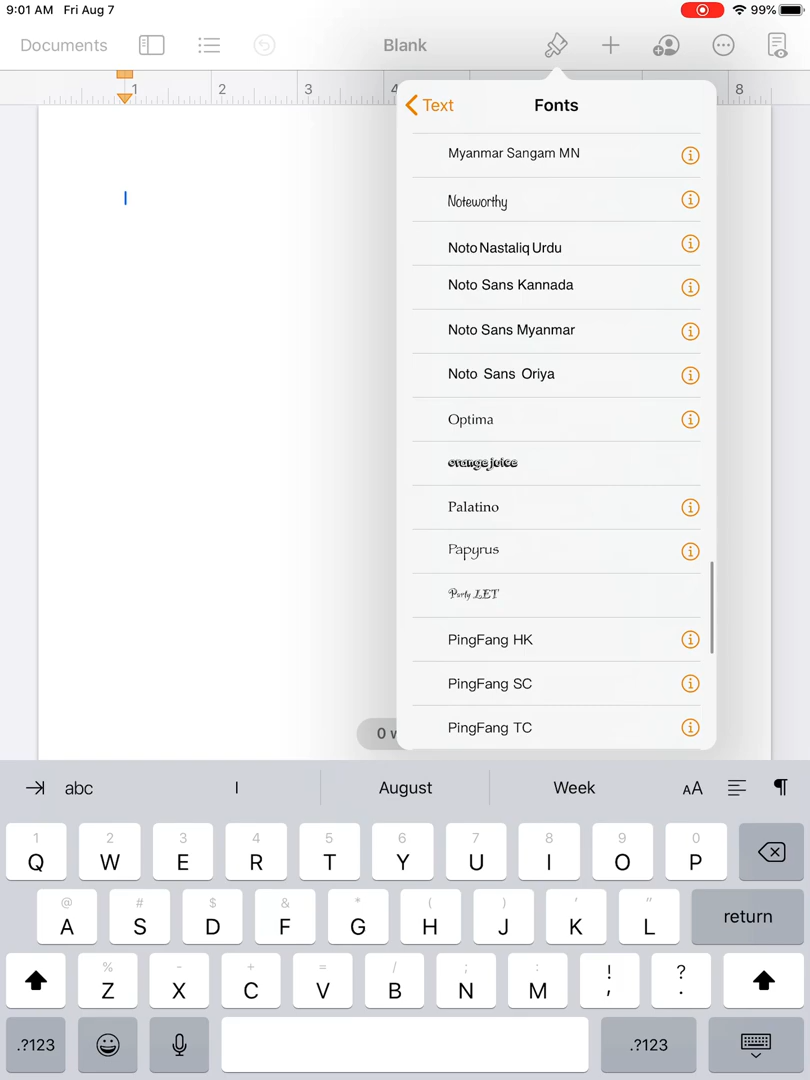 9:01 AM Fri Aug 7 99%
Documents Blank
1 2 3 4 8
Text Fonts
Myanmar Sangam MN
Noteworthy
Noto Nastaliq Urdu
Noto Sans Kannada
Noto Sans Myanmar
Noto Sans Oriya
Optima
orange juice
Palatino
Papyrus
Party LET
PingFang HK
PingFang SC
PingFang TC
0 w
abc I August Week AA
1 2 3 4 5 6 7 8 9 0
Q W E R T Y U I O P
@ # $ & * ( ) ' "
A S D F G H J K L return
% - + = / ; : ! ?
Z X C V B N M , .
.?123 .?123